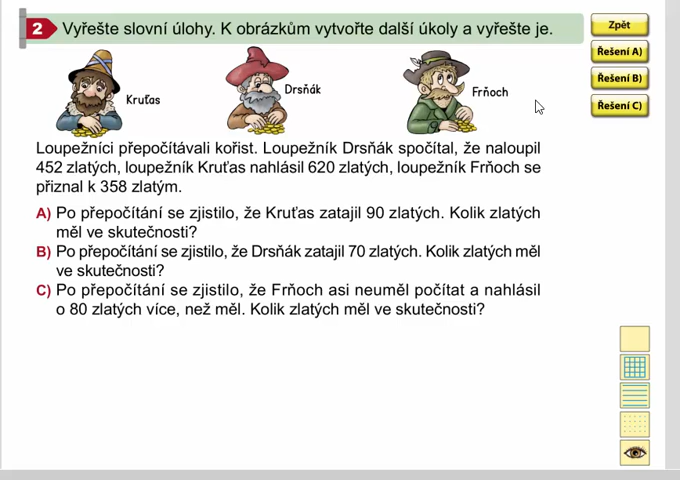 2 Vyřešte slovní úlohy. K obrázkům vytvořte další úkoly a vyřešte je.
Zpět
Řešení A)
Řešení B)
Řešení C)
Kruťas
Drsňák
Frňoch
Loupežníci přepočítávali kořist. Loupežník Drsňák spočítal, že naloupil
452 zlatých, loupežník Kruťas nahlásil 620 zlatých, loupežník Frňoch se
přiznal k 358 zlatým.
A) Po přepočítání se zjistilo, že Kruťas zatajil 90 zlatých. Kolik zlatých
měl ve skutečnosti?
B) Po přepočítání se zjistilo, že Drsňák zatajil 70 zlatých. Kolik zlatých měl
ve skutečnosti?
C) Po přepočítání se zjistilo, že Frňoch asi neuměl počítat a nahlásil
o 80 zlatých více, než měl. Kolik zlatých měl ve skutečnosti?